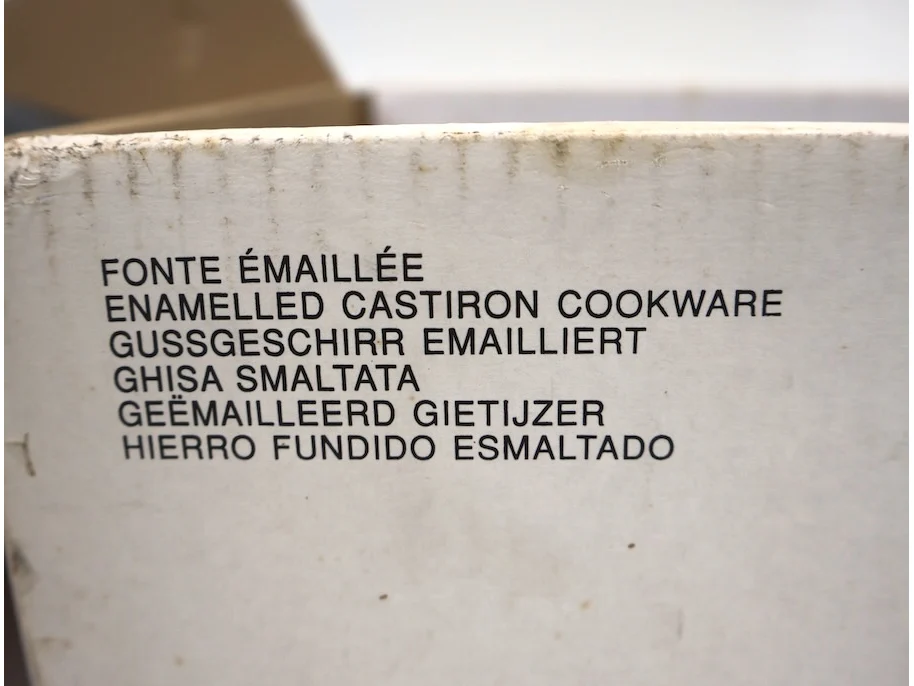 FONTE ÉMAILLÉE
ENAMELLED CASTIRON COOKWARE
GUSSGESCHIRR EMAILLIERT
GHISA SMALTATA
GEËMAILLEERD GIETIJZER
HIERRO FUNDIDO ESMALTADO